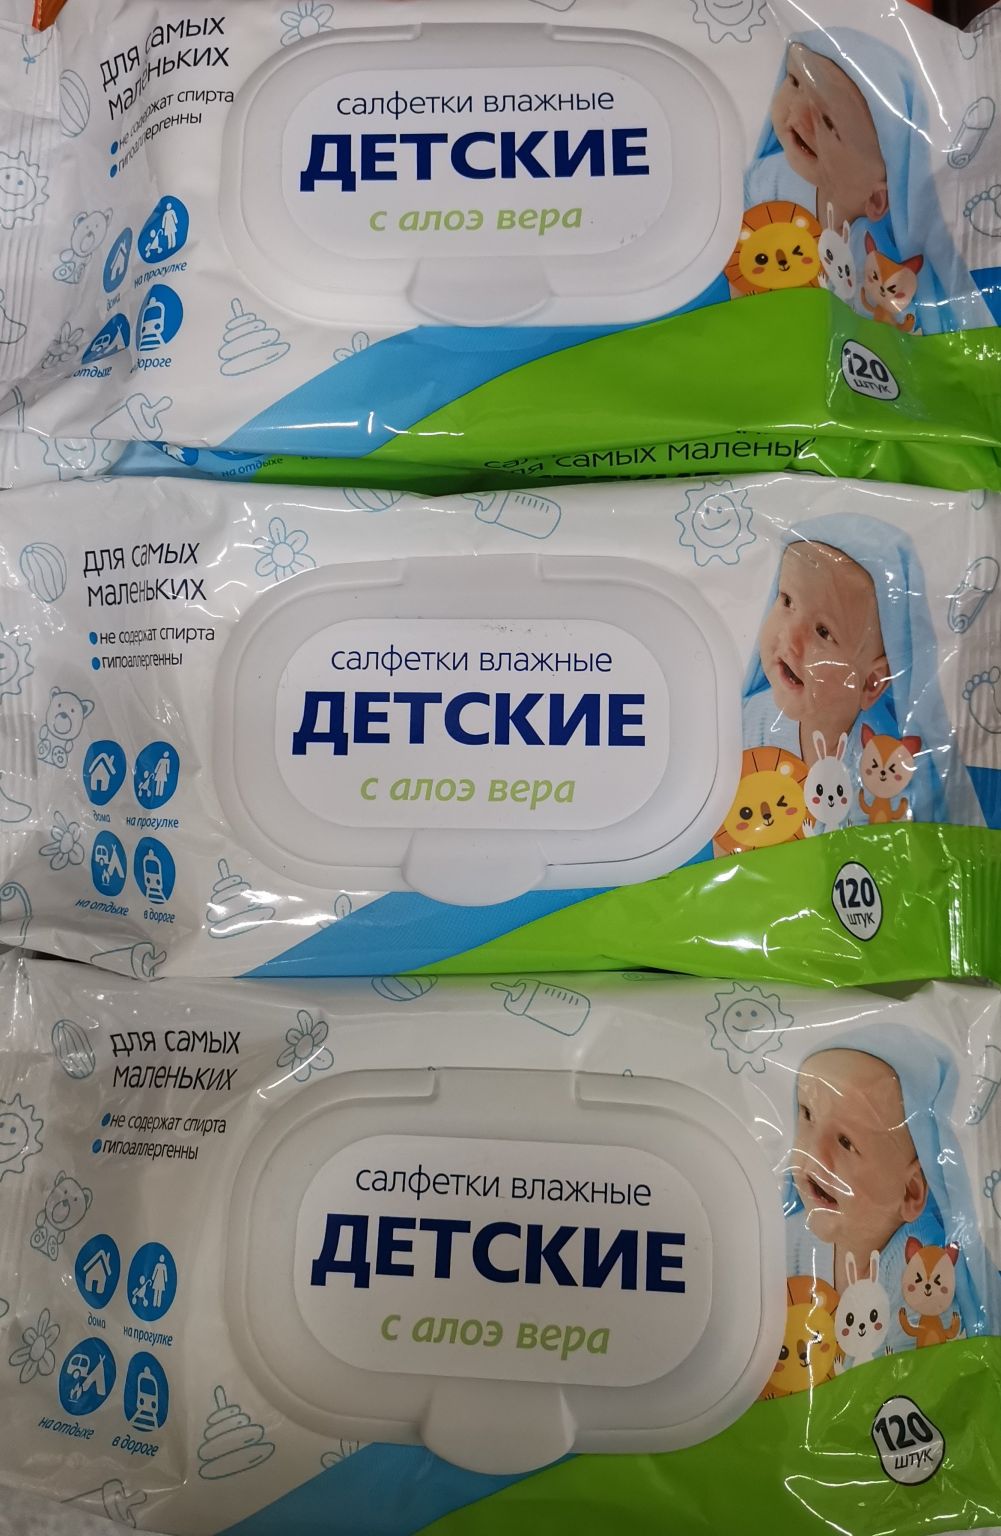 для самых
маленьких
не содержат спирта
гипоаллергенны
салфетки влажные
ДЕТСКИЕ
с алоэ вера
дома
на прогулке
на отдыхе
в дороге
120
штук
на отдыхе
для самых маленьк
для самых
маленьких
не содержат спирта
гипоаллергенны
салфетки влажные
ДЕТСКИЕ
с алоэ вера
дома
на прогулке
на отдыхе
в дороге
120
штук
для самых
маленьких
не содержат спирта
гипоаллергенны
салфетки влажные
ДЕТСКИЕ
с алоэ вера
дома
на прогулке
на отдыхе
в дороге
120
штук